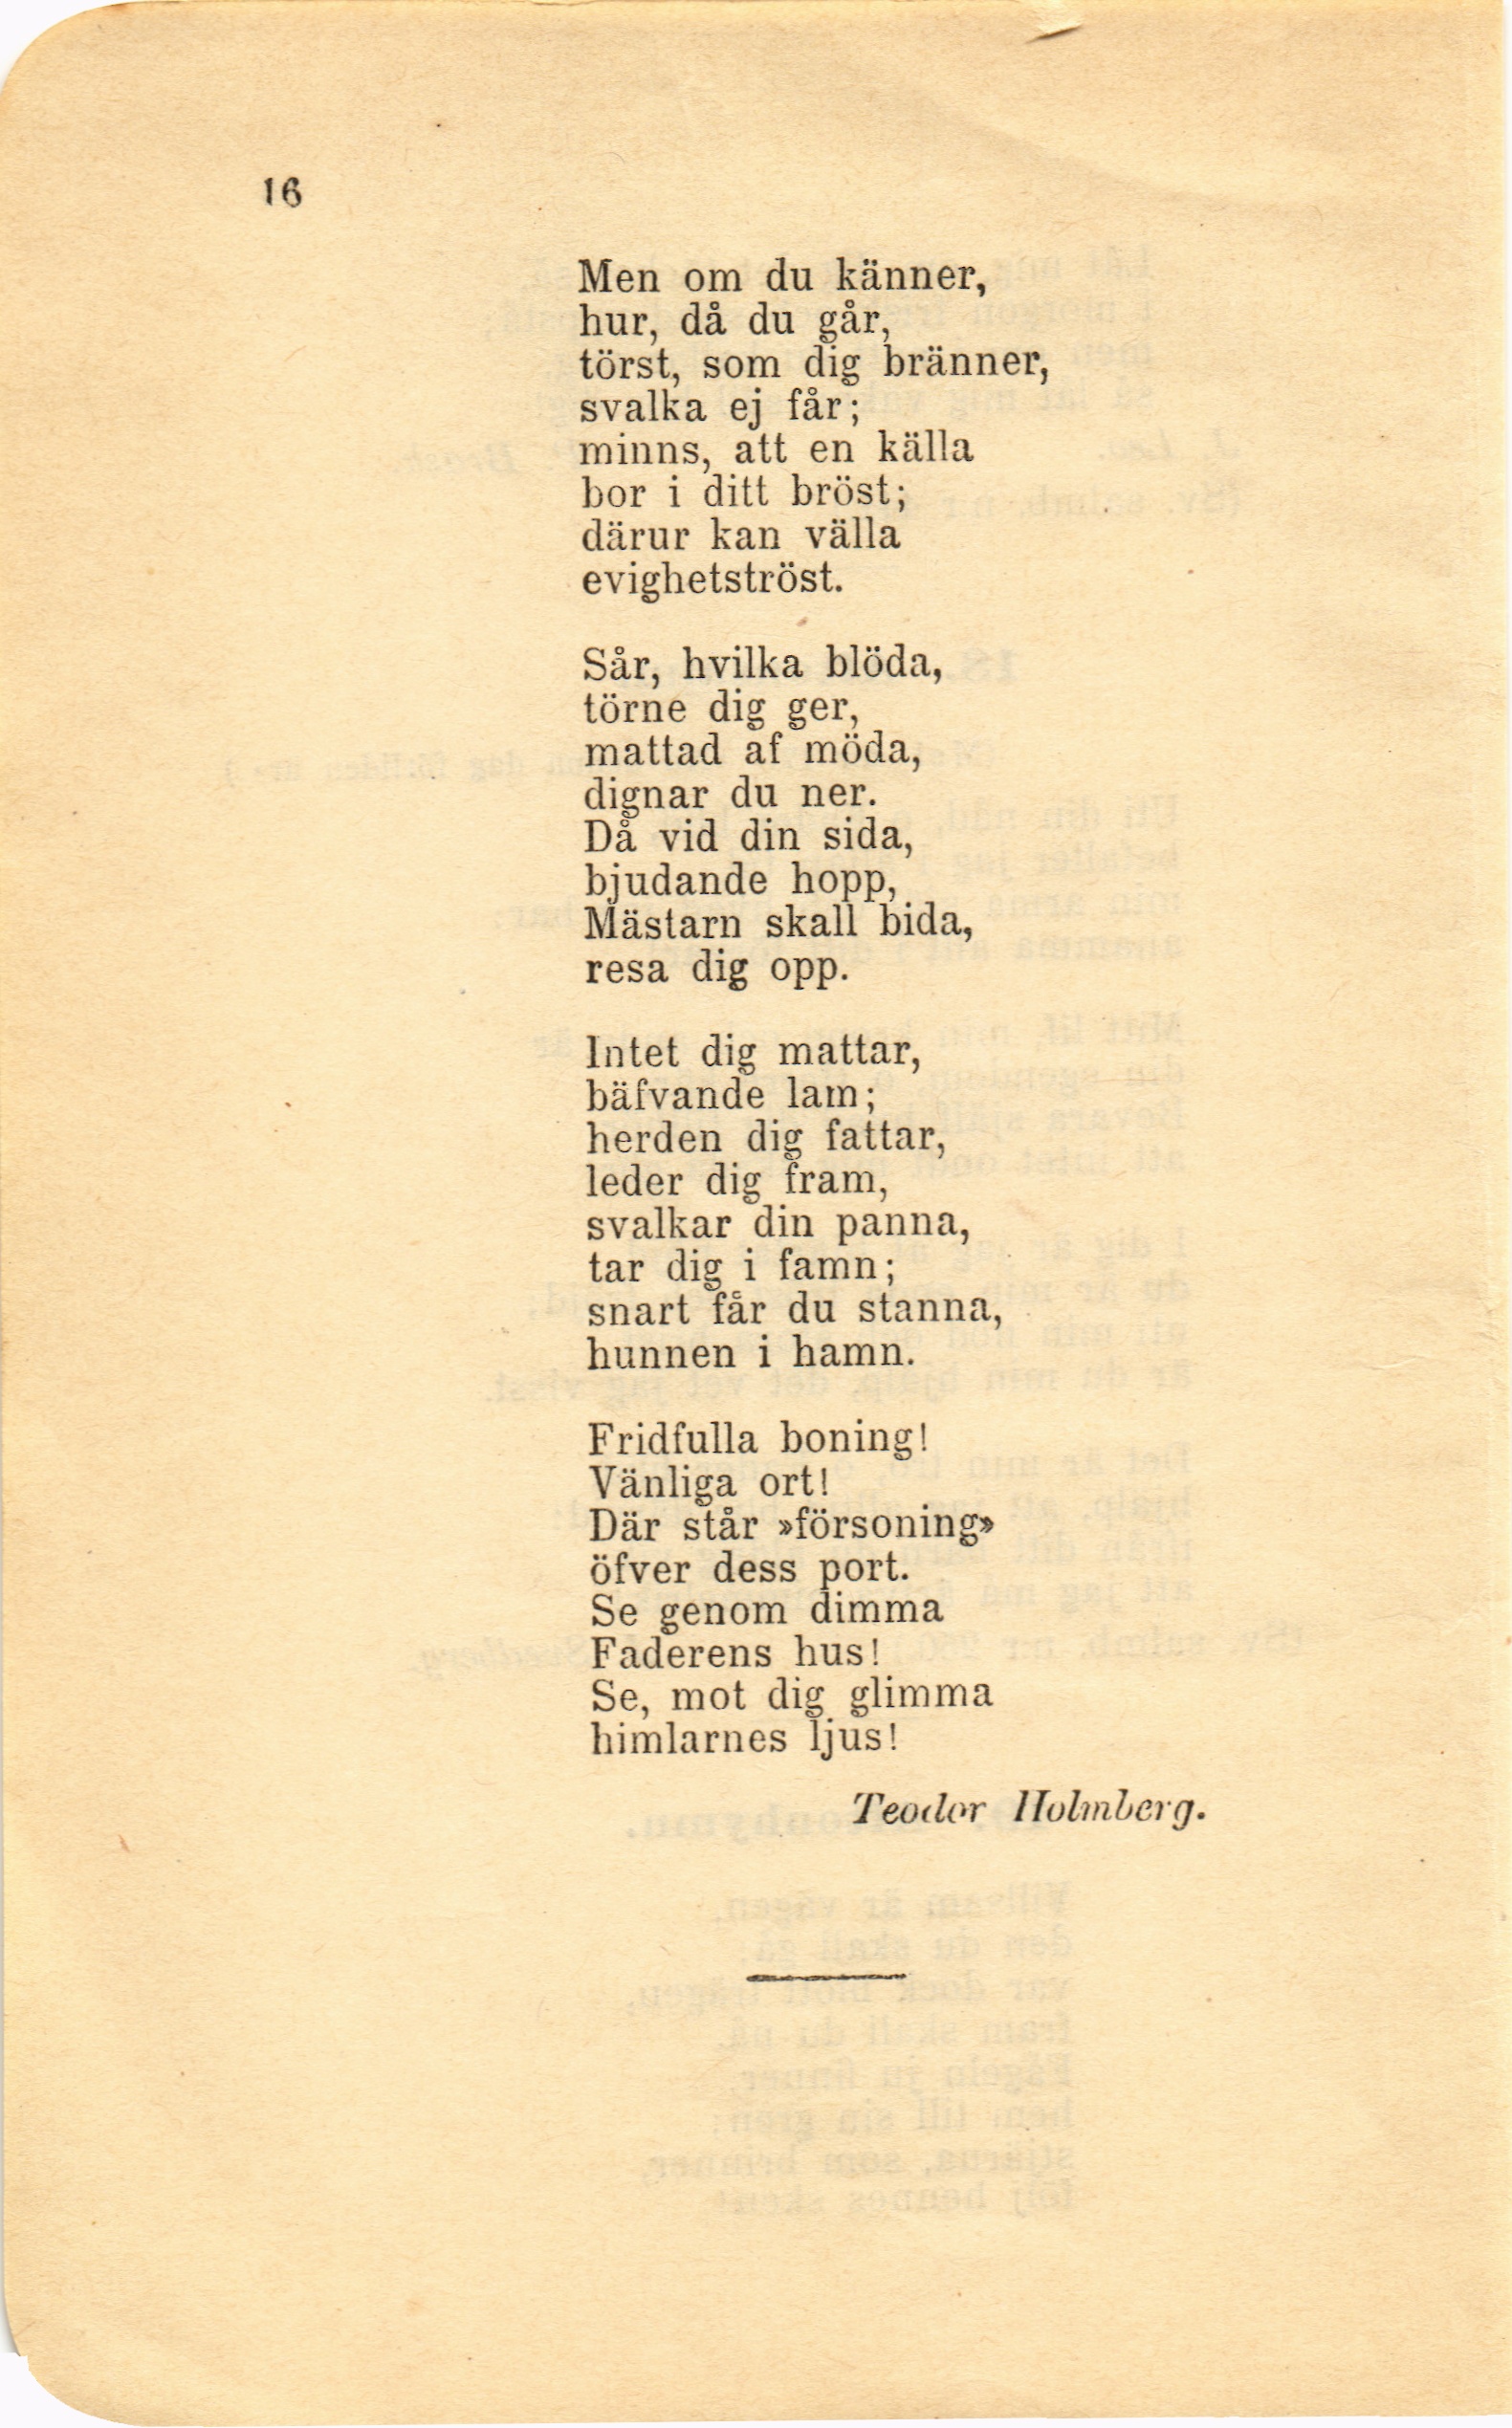 16
Men om du känner,
hur, då du går,
törst, som dig bränner,
svalka ej får;
minns, att en källa
bor i ditt bröst;
därur kan välla
evighetströst.
Sår, hvilka blöda,
törne dig ger,
mattad af möda,
dignar du ner.
Då vid din sida,
bjudande hopp,
Mästarn skall bida,
resa dig opp.
Intet dig mattar,
bäfvande lam;
herden dig fattar,
leder dig fram,
svalkar din panna,
tar dig i famn;
snart får du stanna,
hunnen i hamn.
Fridfulla boning!
Vänliga ort!
Där står »försoning»
öfver dess port.
Se genom dimma
Faderens hus!
Se, mot dig glimma
himlarnes ljus!
Teodor Holmberg.